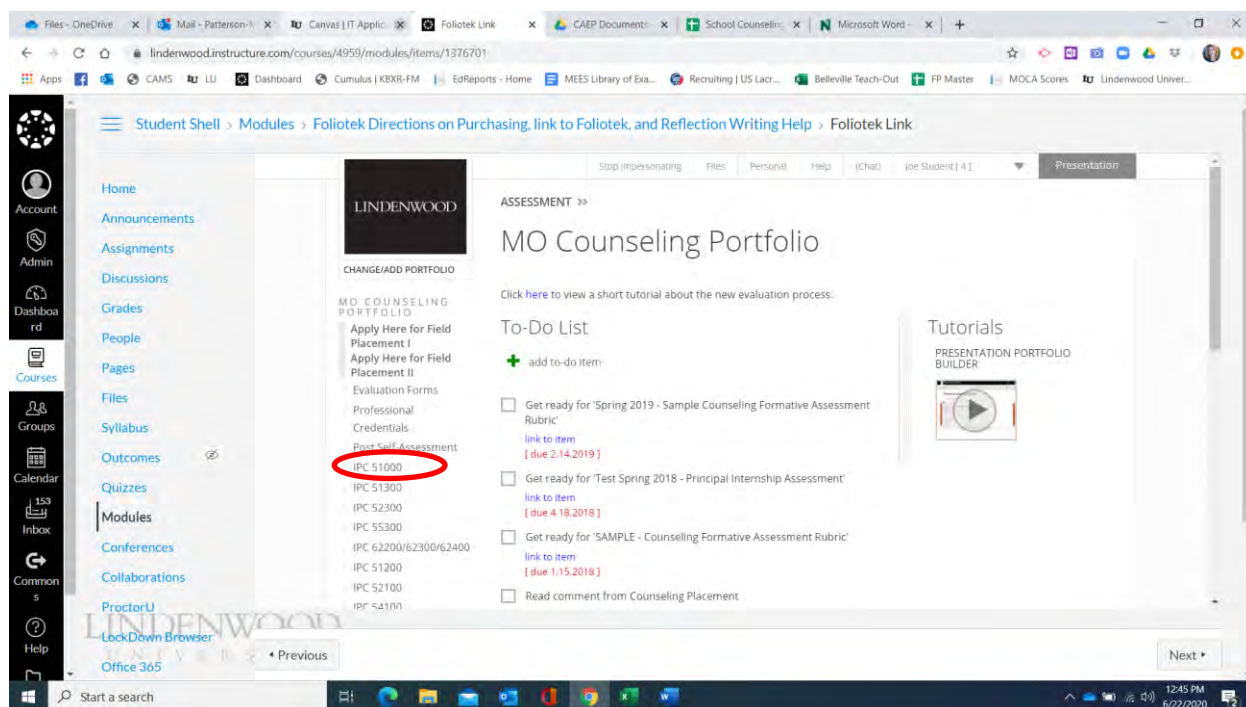 Files - OneDrive
Mail - Patterson-
Canvas | IT Applic
Foliotek Link
CAEP Documents
School Counselin
Microsoft Word -
lindenwood.instructure.com/courses/4959/modules/items/1376701
Apps
CAMS
LU
Dashboard
Cumulus | KBXR-FM
EdReports - Home
MEES Library of Exa...
Recruiting | US Lacr...
Belleville Teach-Out
FP Master
MOCA Scores
Lindenwood Univer...
Student Shell > Modules > Foliotek Directions on Purchasing, link to Foliotek, and Reflection Writing Help > Foliotek Link
Account
Admin
Dashboa
rd
Courses
Groups
Calendar
153
Inbox
Common
s
Help
Home
Announcements
Assignments
Discussions
Grades
People
Pages
Files
Syllabus
Outcomes
Quizzes
Modules
Conferences
Collaborations
ProctorU
LockDown Browser
Office 365
LINDENWOOD
Stop Impersonating
Files
Personal
Help
(Chat)
Joe Student [ 4 ]
Presentation
LINDENWOOD
CHANGE/ADD PORTFOLIO
MO COUNSELING
PORTFOLIO
Apply Here for Field
Placement I
Apply Here for Field
Placement II
Evaluation Forms
Professional
Credentials
Post Self-Assessment
IPC 51000
IPC 51300
IPC 52300
IPC 55300
IPC 62200/62300/62400
IPC 51200
IPC 52100
IPC 54100
ASSESSMENT »
MO Counseling Portfolio
Click here to view a short tutorial about the new evaluation process.
To-Do List
add to-do item
Get ready for 'Spring 2019 - Sample Counseling Formative Assessment
Rubric'
link to item
[ due 2.14.2019 ]
Get ready for 'Test Spring 2018 - Principal Internship Assessment'
link to item
[ due 4.18.2018 ]
Get ready for 'SAMPLE - Counseling Formative Assessment Rubric'
link to item
[ due 1.15.2018 ]
Read comment from Counseling Placement
Tutorials
PRESENTATION PORTFOLIO
BUILDER
Previous
Next
Start a search
12:45 PM
6/22/2020